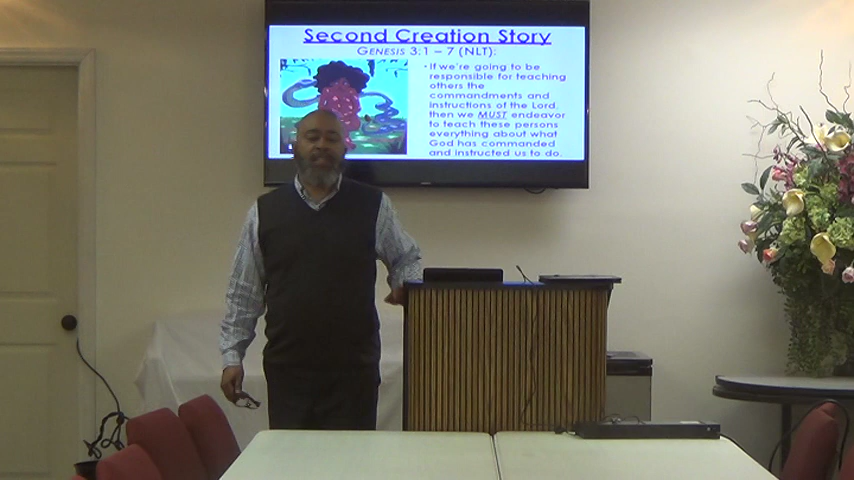 Second Creation Story
GENESIS 3:1 – 7 (NLT):
• If we're going to be
responsible for teaching
others the
commandments and
instructions of the Lord,
then we MUST endeavor
to teach these persons
everything about what
God has commanded
and instructed us to do.